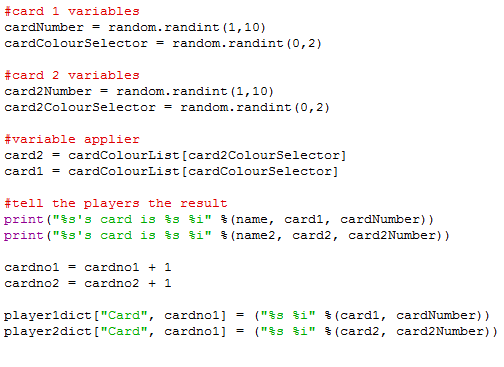 #card 1 variables
cardNumber = random.randint(1,10)
cardColourSelector = random.randint(0,2)
#card 2 variables
card2Number = random.randint(1,10)
card2ColourSelector = random.randint(0,2)
#variable applier
card2 = cardColourList[card2ColourSelector]
card1 = cardColourList[cardColourSelector]
#tell the players the result
print("%s's card is %s %i" %(name, card1, cardNumber))
print("%s's card is %s %i" %(name2, card2, card2Number))
cardno1 = cardno1 + 1
cardno2 = cardno2 + 1
player1dict["Card", cardno1] = ("%s %i" %(card1, cardNumber))
player2dict["Card", cardno1] = ("%s %i" %(card2, card2Number))